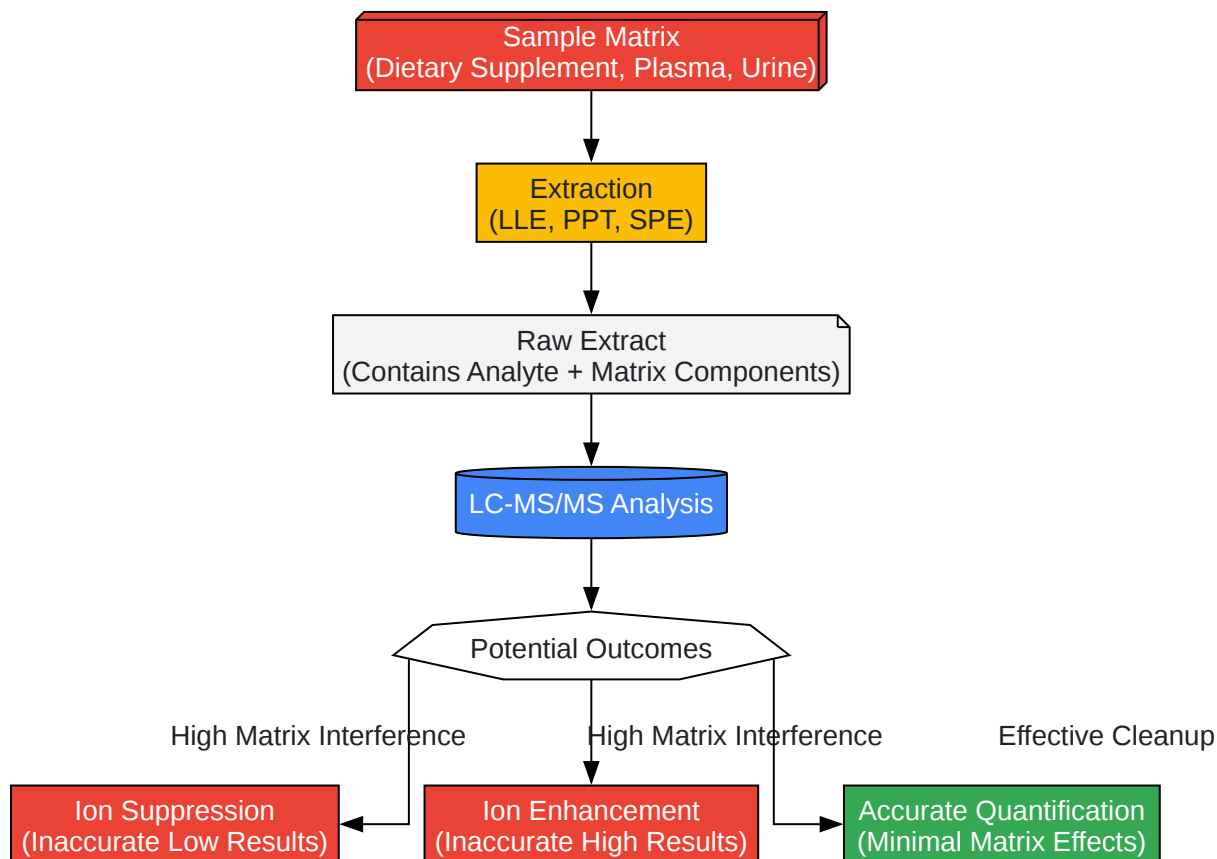 Sample Matrix
(Dietary Supplement, Plasma, Urine)
Extraction
(LLE, PPT, SPE)
Raw Extract
(Contains Analyte + Matrix Components)
LC-MS/MS Analysis
Potential Outcomes
High Matrix Interference
High Matrix Interference
Effective Cleanup
Ion Suppression
(Inaccurate Low Results)
Ion Enhancement
(Inaccurate High Results)
Accurate Quantification
(Minimal Matrix Effects)